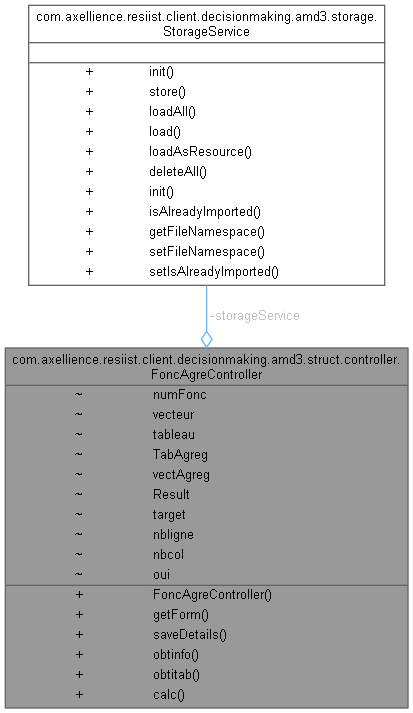 com.axellience.resiist.client.decisionmaking.amd3.storage.
StorageService
+ init()
+ store()
+ loadAll()
+ load()
+ loadAsResource()
+ deleteAll()
+ init()
+ isAlreadyImported()
+ getFileNamespace()
+ setFileNamespace()
+ setIsAlreadyImported()
-storageService
com.axellience.resiist.client.decisionmaking.amd3.struct.controller.
FoncAgreController
~ numFonc
~ vecteur
~ tableau
~ TabAgreg
~ vectAgreg
~ Result
~ target
~ nbligne
~ nbcol
~ oui
+ FoncAgreController()
+ getForm()
+ saveDetails()
+ obtinfo()
+ obtitab()
+ calc()